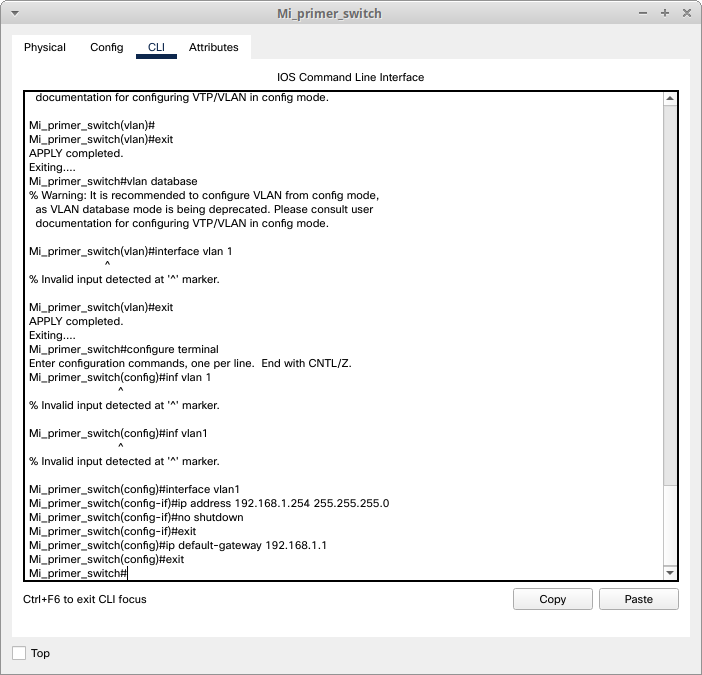 Mi_primer_switch
Physical Config CLI Attributes
IOS Command Line Interface
documentation for configuring VTP/VLAN in config mode.
Mi_primer_switch(vlan)#
Mi_primer_switch(vlan)#exit
APPLY completed.
Exiting....
Mi_primer_switch#vlan database
% Warning: It is recommended to configure VLAN from config mode,
as VLAN database mode is being deprecated. Please consult user
documentation for configuring VTP/VLAN in config mode.
Mi_primer_switch(vlan)#interface vlan 1
^
% Invalid input detected at '^' marker.
Mi_primer_switch(vlan)#exit
APPLY completed.
Exiting....
Mi_primer_switch#configure terminal
Enter configuration commands, one per line. End with CNTL/Z.
Mi_primer_switch(config)#inf vlan 1
^
% Invalid input detected at '^' marker.
Mi_primer_switch(config)#inf vlan1
^
% Invalid input detected at '^' marker.
Mi_primer_switch(config)#interface vlan1
Mi_primer_switch(config-if)#ip address 192.168.1.254 255.255.255.0
Mi_primer_switch(config-if)#no shutdown
Mi_primer_switch(config-if)#exit
Mi_primer_switch(config)#ip default-gateway 192.168.1.1
Mi_primer_switch(config)#exit
Mi_primer_switch#
Ctrl+F6 to exit CLI focus
Copy Paste
Top